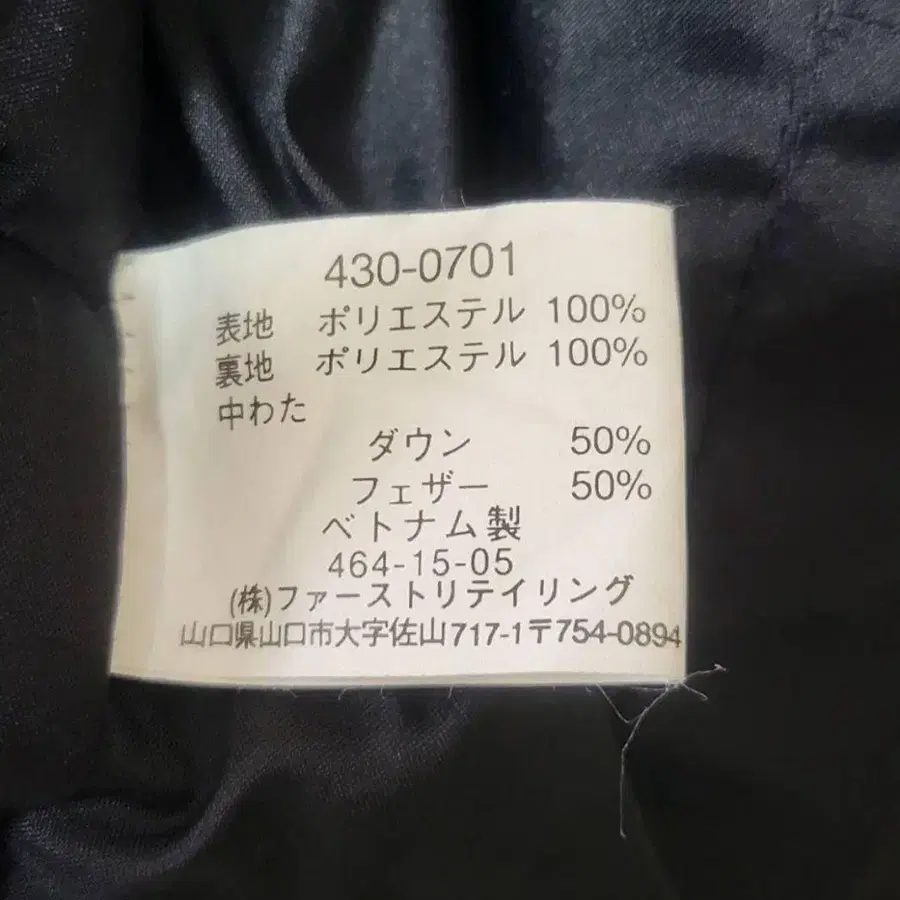 430-0701
表地 ポリエステル 100%
裏地 ポリエステル 100%
中わた
ダウン 50%
フェザー 50%
ベトナム製
464-15-05
(株)ファーストリテイリング
山口県山口市大字佐山717-1〒754-0894